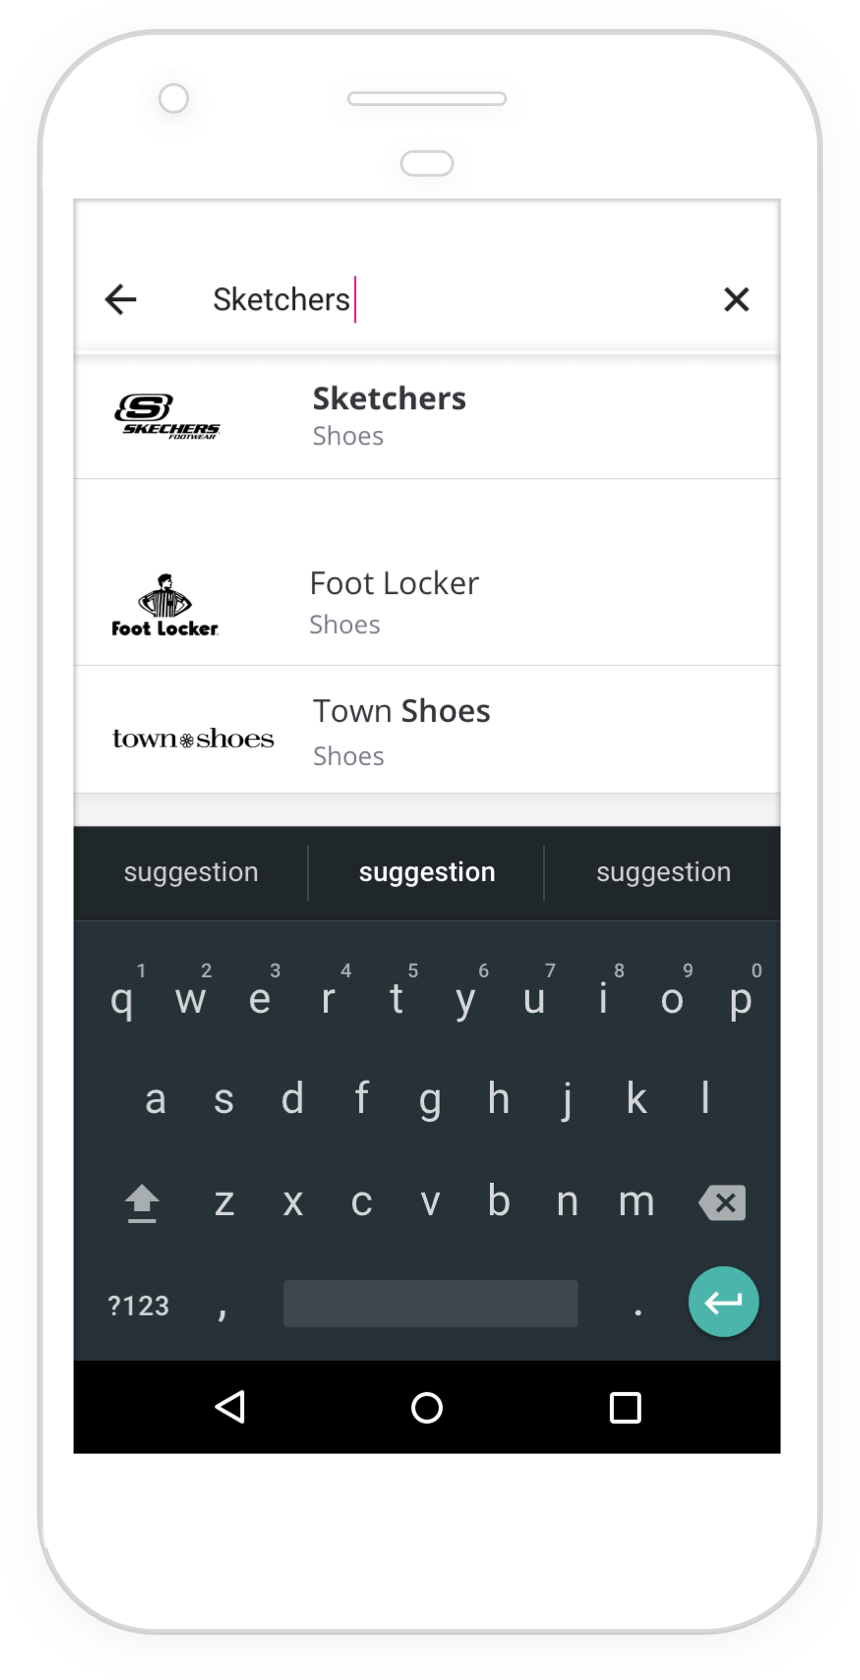 Sketchers
Sketchers
SKECHERS
FOOTWEAR
Shoes
Foot Locker
Foot Locker
Shoes
Town Shoes
town shoes
Shoes
suggestion suggestion suggestion
1 2 3 4 5 6 7 8 9 0
q w e r t y u i o p
a s d f g h j k l
z x c v b n m
?123 , .